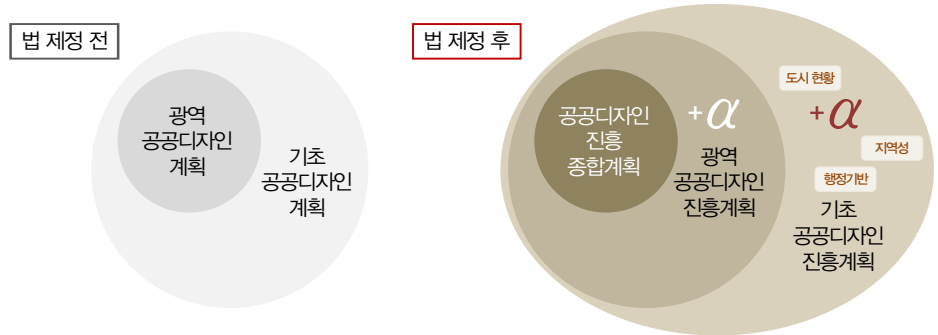 법 제정 전
광역
공공디자인
계획
기초
공공디자인
계획
법 제정 후
공공디자인
진흥
종합계획
+α
광역
공공디자인
진흥계획
도시 현황
+α
지역성
행정기반
기초
공공디자인
진흥계획